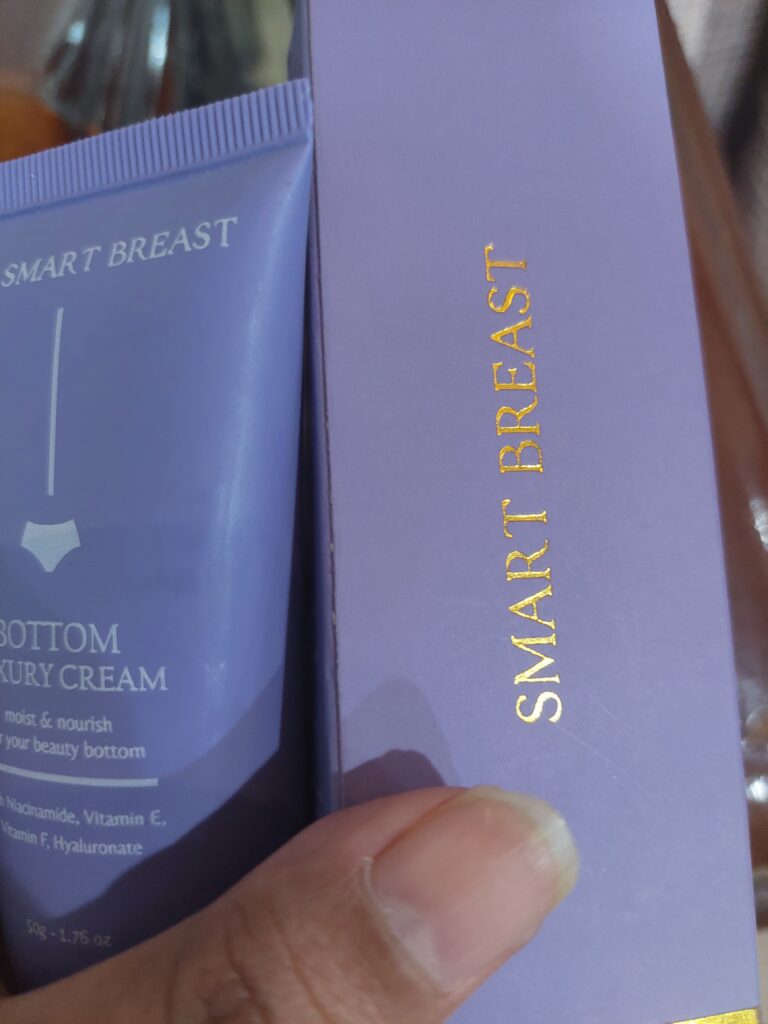 SMART BREAST
BOTTOM
XURY CREAM
moist & nourish
r your beauty bottom
h Niacinamide, Vitamin E,
Vitamin F, Hyaluronate
50g - 1.76 oz
SMART BREAST